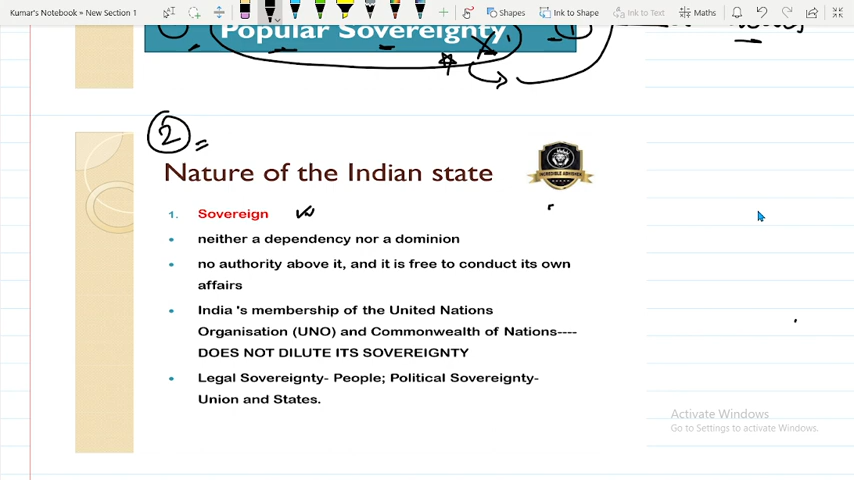 Kumar's Notebook » New Section 1
Shapes
Ink to Shape
Ink to Text
Maths
Popular Sovereignty
2 =
Nature of the Indian state
INCREDIBLE ABHISHEK
1. Sovereign
• neither a dependency nor a dominion
• no authority above it, and it is free to conduct its own
affairs
• India 's membership of the United Nations
Organisation (UNO) and Commonwealth of Nations----
DOES NOT DILUTE ITS SOVEREIGNTY
• Legal Sovereignty- People; Political Sovereignty-
Union and States.
Activate Windows
Go to Settings to activate Windows.